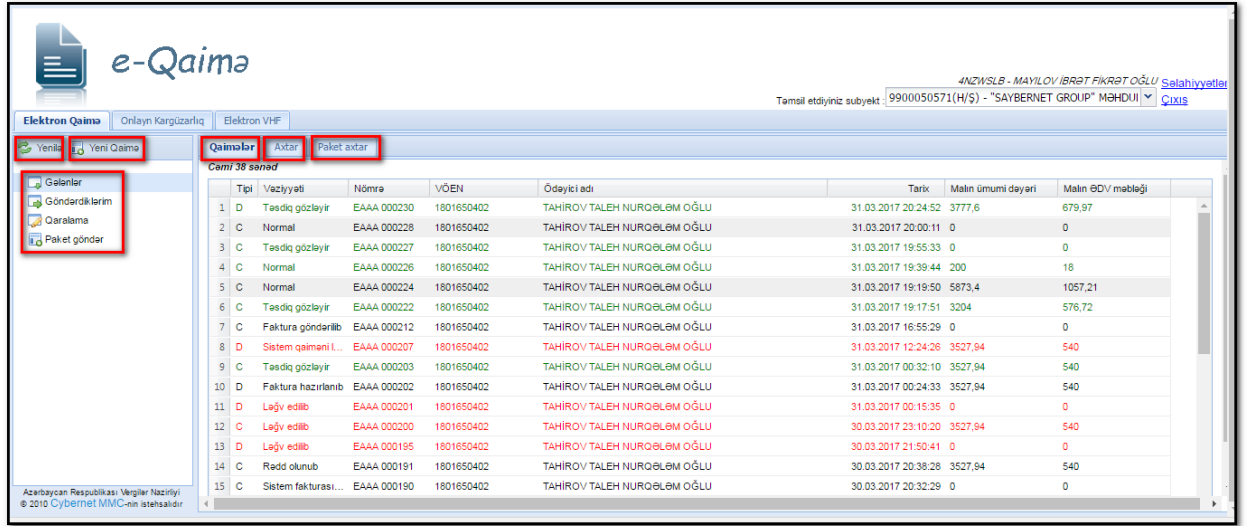 e-Qaimə
4NZWSLB - MAYILOV İBRƏT FİKRƏT OĞLU Səlahiyyətlər
Təmsil etdiyiniz subyekt : 9900050571(H/Ş) - "SAYBERNET GROUP" MƏHDUI Çıxıs
Elektron Qaimə Onlayn Kargüzarlıq Elektron VHF
Yenilə Yeni Qaimə
Qaimələr Axtar Paket axtar
Cəmi 38 sənəd
Gələnlər
Göndərdiklərim
Qaralama
Paket göndər
Tipi Vəziyyəti Nömrə VÖEN Ödəyici adı Tarix Malın ümumi dəyəri Malın ƏDV məbləği
1 D Təsdiq gözləyir EAAA 000230 1801650402 TAHİROV TALEH NURQƏLƏM OĞLU 31.03.2017 20:24:52 3777,6 679,97
2 C Normal EAAA 000228 1801650402 TAHİROV TALEH NURQƏLƏM OĞLU 31.03.2017 20:00:11 0 0
3 C Təsdiq gözləyir EAAA 000227 1801650402 TAHİROV TALEH NURQƏLƏM OĞLU 31.03.2017 19:55:33 0 0
4 C Normal EAAA 000226 1801650402 TAHİROV TALEH NURQƏLƏM OĞLU 31.03.2017 19:39:44 200 18
5 C Normal EAAA 000224 1801650402 TAHİROV TALEH NURQƏLƏM OĞLU 31.03.2017 19:19:50 5873,4 1057,21
6 C Təsdiq gözləyir EAAA 000222 1801650402 TAHİROV TALEH NURQƏLƏM OĞLU 31.03.2017 19:17:51 3204 576,72
7 C Faktura göndərilib EAAA 000212 1801650402 TAHİROV TALEH NURQƏLƏM OĞLU 31.03.2017 16:55:29 0 0
8 D Sistem qaiməni l... EAAA 000207 1801650402 TAHİROV TALEH NURQƏLƏM OĞLU 31.03.2017 12:24:26 3527,94 540
9 C Təsdiq gözləyir EAAA 000203 1801650402 TAHİROV TALEH NURQƏLƏM OĞLU 31.03.2017 00:32:10 3527,94 540
10 D Faktura hazırlanıb EAAA 000202 1801650402 TAHİROV TALEH NURQƏLƏM OĞLU 31.03.2017 00:24:33 3527,94 540
11 D Ləğv edilib EAAA 000201 1801650402 TAHİROV TALEH NURQƏLƏM OĞLU 31.03.2017 00:15:35 0 0
12 C Ləğv edilib EAAA 000200 1801650402 TAHİROV TALEH NURQƏLƏM OĞLU 30.03.2017 23:10:20 3527,94 540
13 D Ləğv edilib EAAA 000195 1801650402 TAHİROV TALEH NURQƏLƏM OĞLU 30.03.2017 21:50:41 0 0
14 C Rədd olunub EAAA 000191 1801650402 TAHİROV TALEH NURQƏLƏM OĞLU 30.03.2017 20:38:28 3527,94 540
15 C Sistem fakturası... EAAA 000190 1801650402 TAHİROV TALEH NURQƏLƏM OĞLU 30.03.2017 20:32:29 0 0
Azərbaycan Respublikası Vergilər Nazirliyi
© 2010 Cybernet MMC-nin istehsalıdır